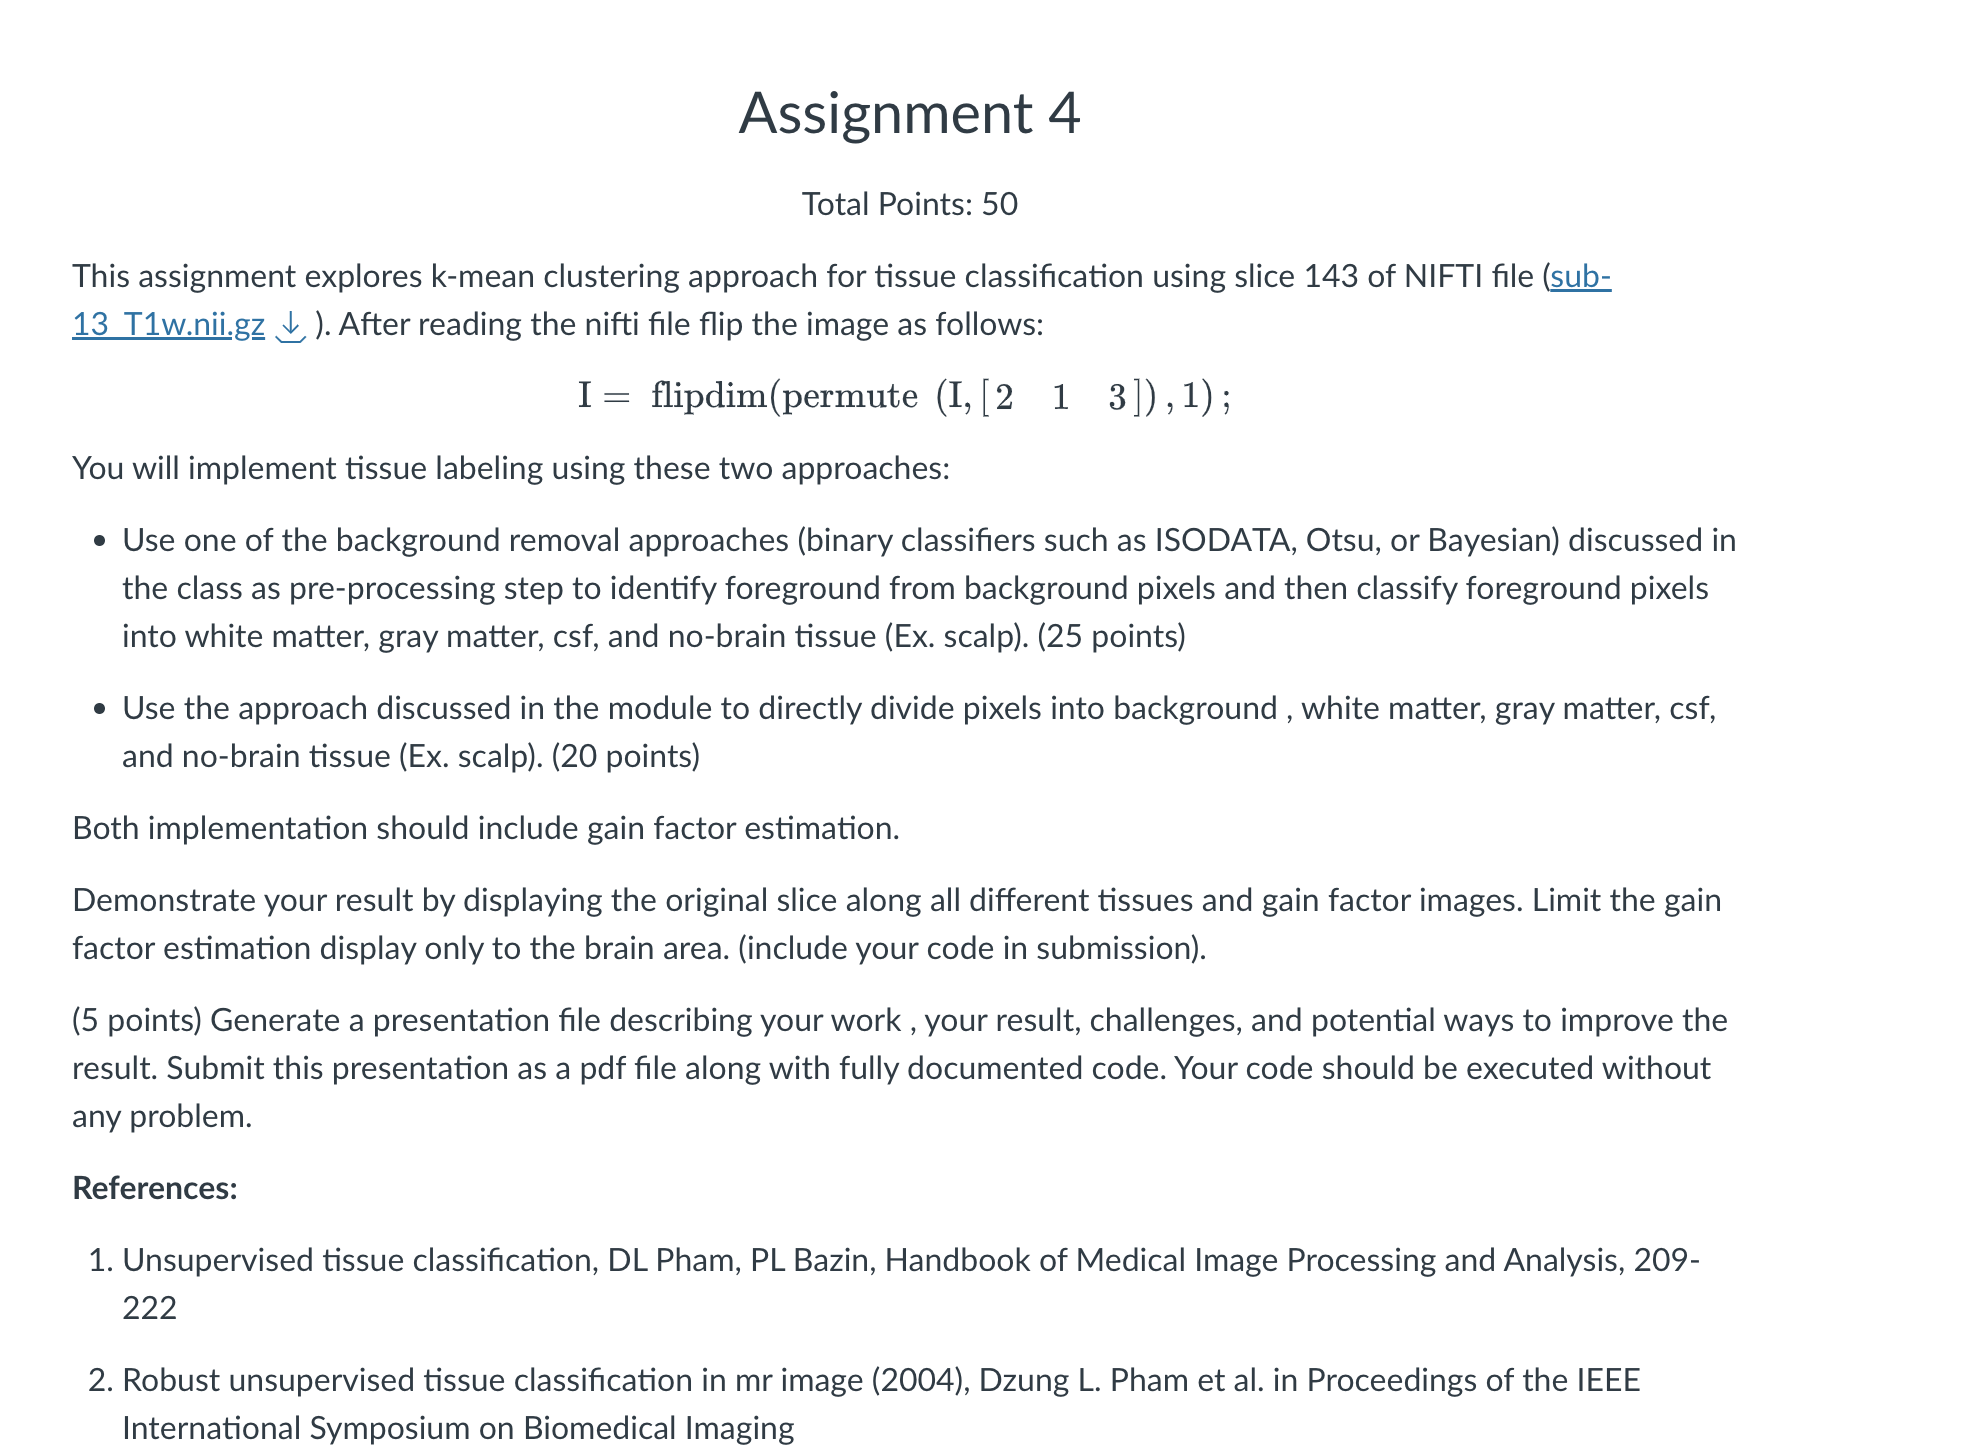 Assignment 4
Total Points: 50
This assignment explores k-mean clustering approach for tissue classification using slice 143 of NIFTI file (sub-
13_T1w.nii.gz ). After reading the nifti file flip the image as follows:
I = flipdim(permute (I,[2 1 3]),1);
You will implement tissue labeling using these two approaches:
• Use one of the background removal approaches (binary classifiers such as ISODATA, Otsu, or Bayesian) discussed in
the class as pre-processing step to identify foreground from background pixels and then classify foreground pixels
into white matter, gray matter, csf, and no-brain tissue (Ex. scalp). (25 points)
• Use the approach discussed in the module to directly divide pixels into background , white matter, gray matter, csf,
and no-brain tissue (Ex. scalp). (20 points)
Both implementation should include gain factor estimation.
Demonstrate your result by displaying the original slice along all different tissues and gain factor images. Limit the gain
factor estimation display only to the brain area. (include your code in submission).
(5 points) Generate a presentation file describing your work , your result, challenges, and potential ways to improve the
result. Submit this presentation as a pdf file along with fully documented code. Your code should be executed without
any problem.
References:
1. Unsupervised tissue classification, DL Pham, PL Bazin, Handbook of Medical Image Processing and Analysis, 209-
222
2. Robust unsupervised tissue classification in mr image (2004), Dzung L. Pham et al. in Proceedings of the IEEE
International Symposium on Biomedical Imaging